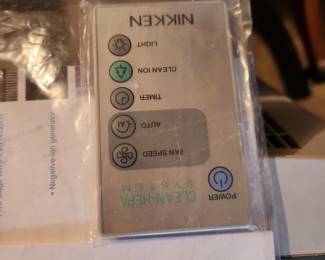 POWER
CLEAN-HEPA
SYSTEM
FAN SPEED
AUTO
TIMER
CLEAN ION
LIGHT
NIKKEN
• Negative-ion generator